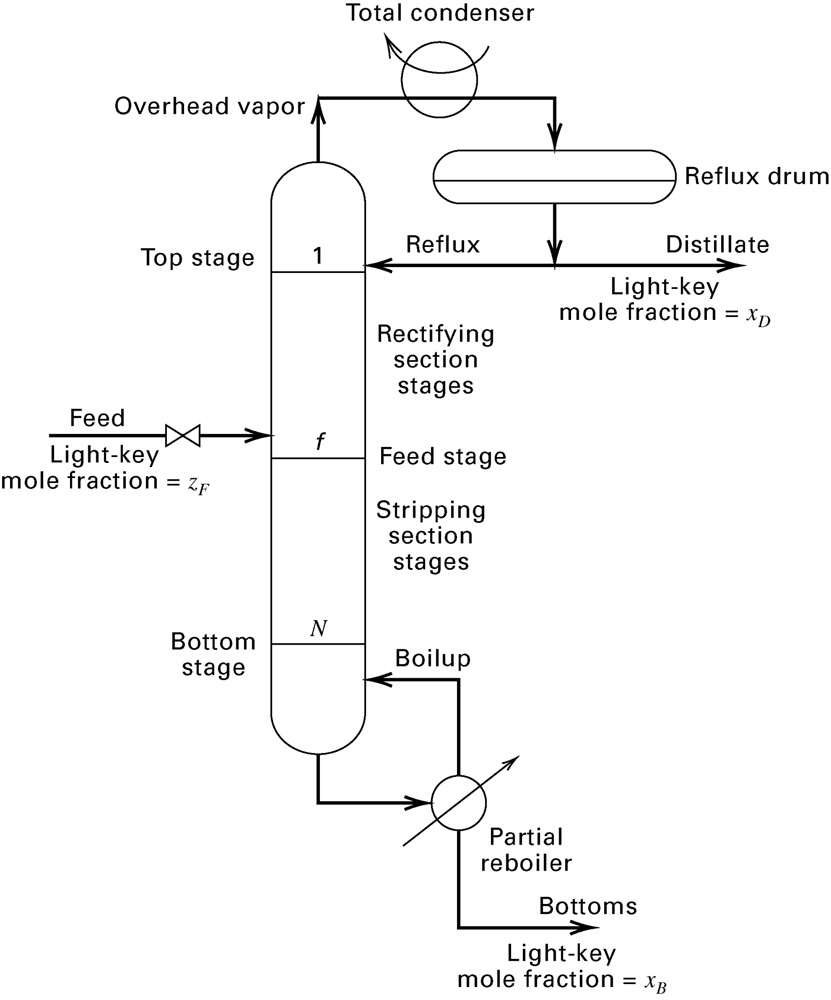 Total condenser
Overhead vapor
Reflux drum
Top stage
1
Reflux
Distillate
Light-key
mole fraction = x_D
Rectifying
section
stages
Feed
Light-key
mole fraction = z_F
f
Feed stage
Stripping
section
stages
Bottom
stage
N
Boilup
Partial
reboiler
Bottoms
Light-key
mole fraction = x_B